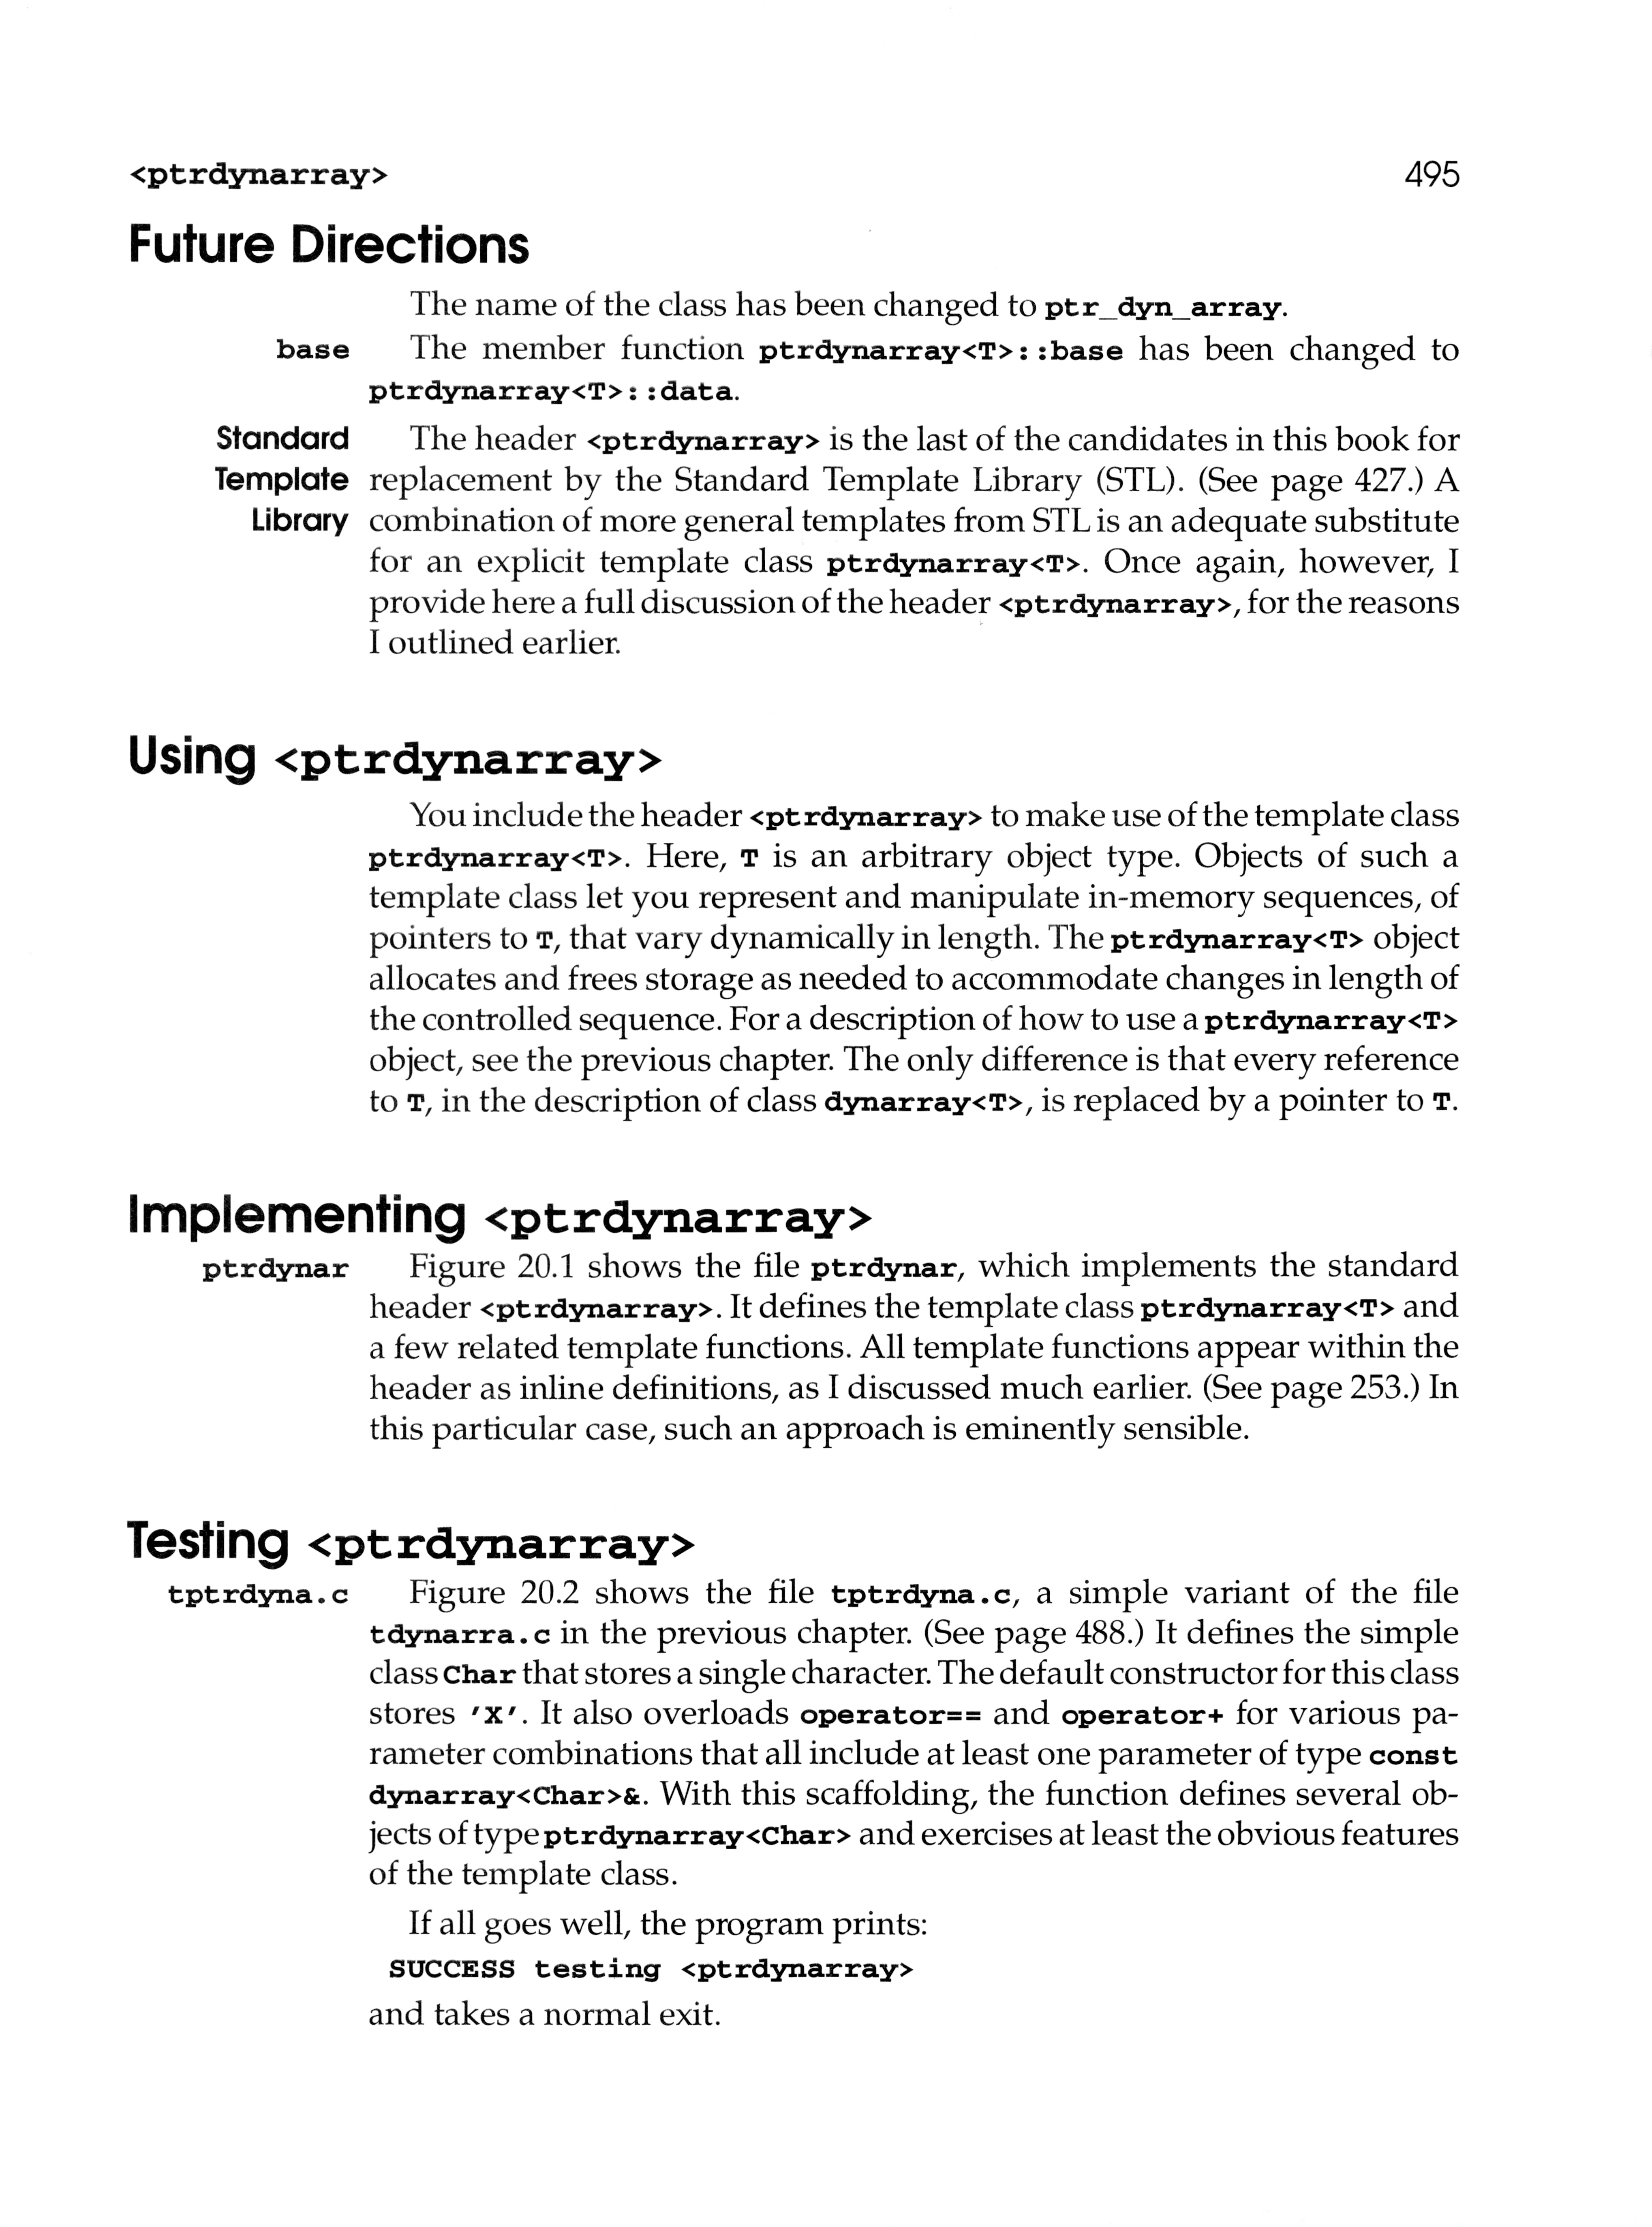 <ptrdynarray> 495
Future Directions
The name of the class has been changed to ptr_dyn_array.
base The member function ptrdynarray<T>::base has been changed to
ptrdynarray<T>::data.
Standard The header <ptrdynarray> is the last of the candidates in this book for
Template replacement by the Standard Template Library (STL). (See page 427.) A
Library combination of more general templates from STL is an adequate substitute
for an explicit template class ptrdynarray<T>. Once again, however, I
provide here a full discussion of the header <ptrdynarray>, for the reasons
I outlined earlier.
Using <ptrdynarray>
You include the header <ptrdynarray> to make use of the template class
ptrdynarray<T>. Here, T is an arbitrary object type. Objects of such a
template class let you represent and manipulate in-memory sequences, of
pointers to T, that vary dynamically in length. The ptrdynarray<T> object
allocates and frees storage as needed to accommodate changes in length of
the controlled sequence. For a description of how to use a ptrdynarray<T>
object, see the previous chapter. The only difference is that every reference
to T, in the description of class dynarray<T>, is replaced by a pointer to T.
Implementing <ptrdynarray>
ptrdynar Figure 20.1 shows the file ptrdynar, which implements the standard
header <ptrdynarray>. It defines the template class ptrdynarray<T> and
a few related template functions. All template functions appear within the
header as inline definitions, as I discussed much earlier. (See page 253.) In
this particular case, such an approach is eminently sensible.
Testing <ptrdynarray>
tptrdyna.c Figure 20.2 shows the file tptrdyna.c, a simple variant of the file
tdynarra.c in the previous chapter. (See page 488.) It defines the simple
class Char that stores a single character. The default constructor for this class
stores 'X'. It also overloads operator== and operator+ for various pa-
rameter combinations that all include at least one parameter of type const
dynarray<Char>&. With this scaffolding, the function defines several ob-
jects of type ptrdynarray<Char> and exercises at least the obvious features
of the template class.
If all goes well, the program prints:
SUCCESS testing <ptrdynarray>
and takes a normal exit.